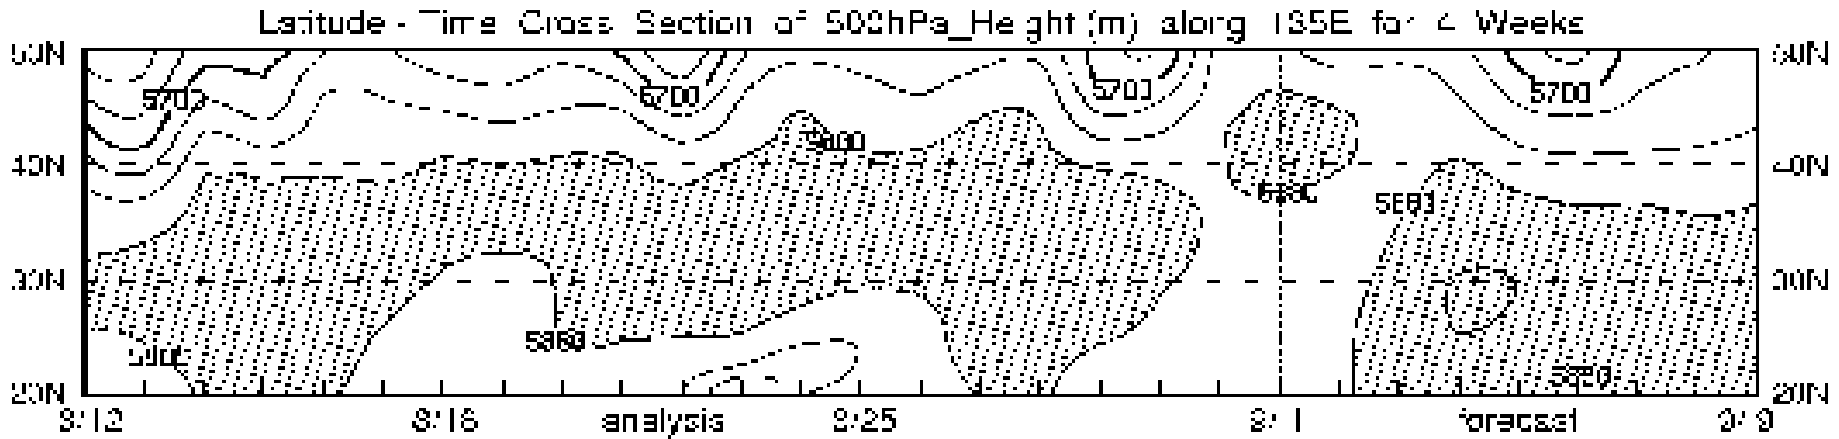 Latitude - Time Cross Section of 500hPa_Height (m) along 135E for 4 Weeks
50N 50N
5700 5700 5700 5700
5880
40N 40N
5880 5880
30N 30N
5880
5880
20N 20N
8/12 8/18 analysis 8/25 9/1 forecast 9/9